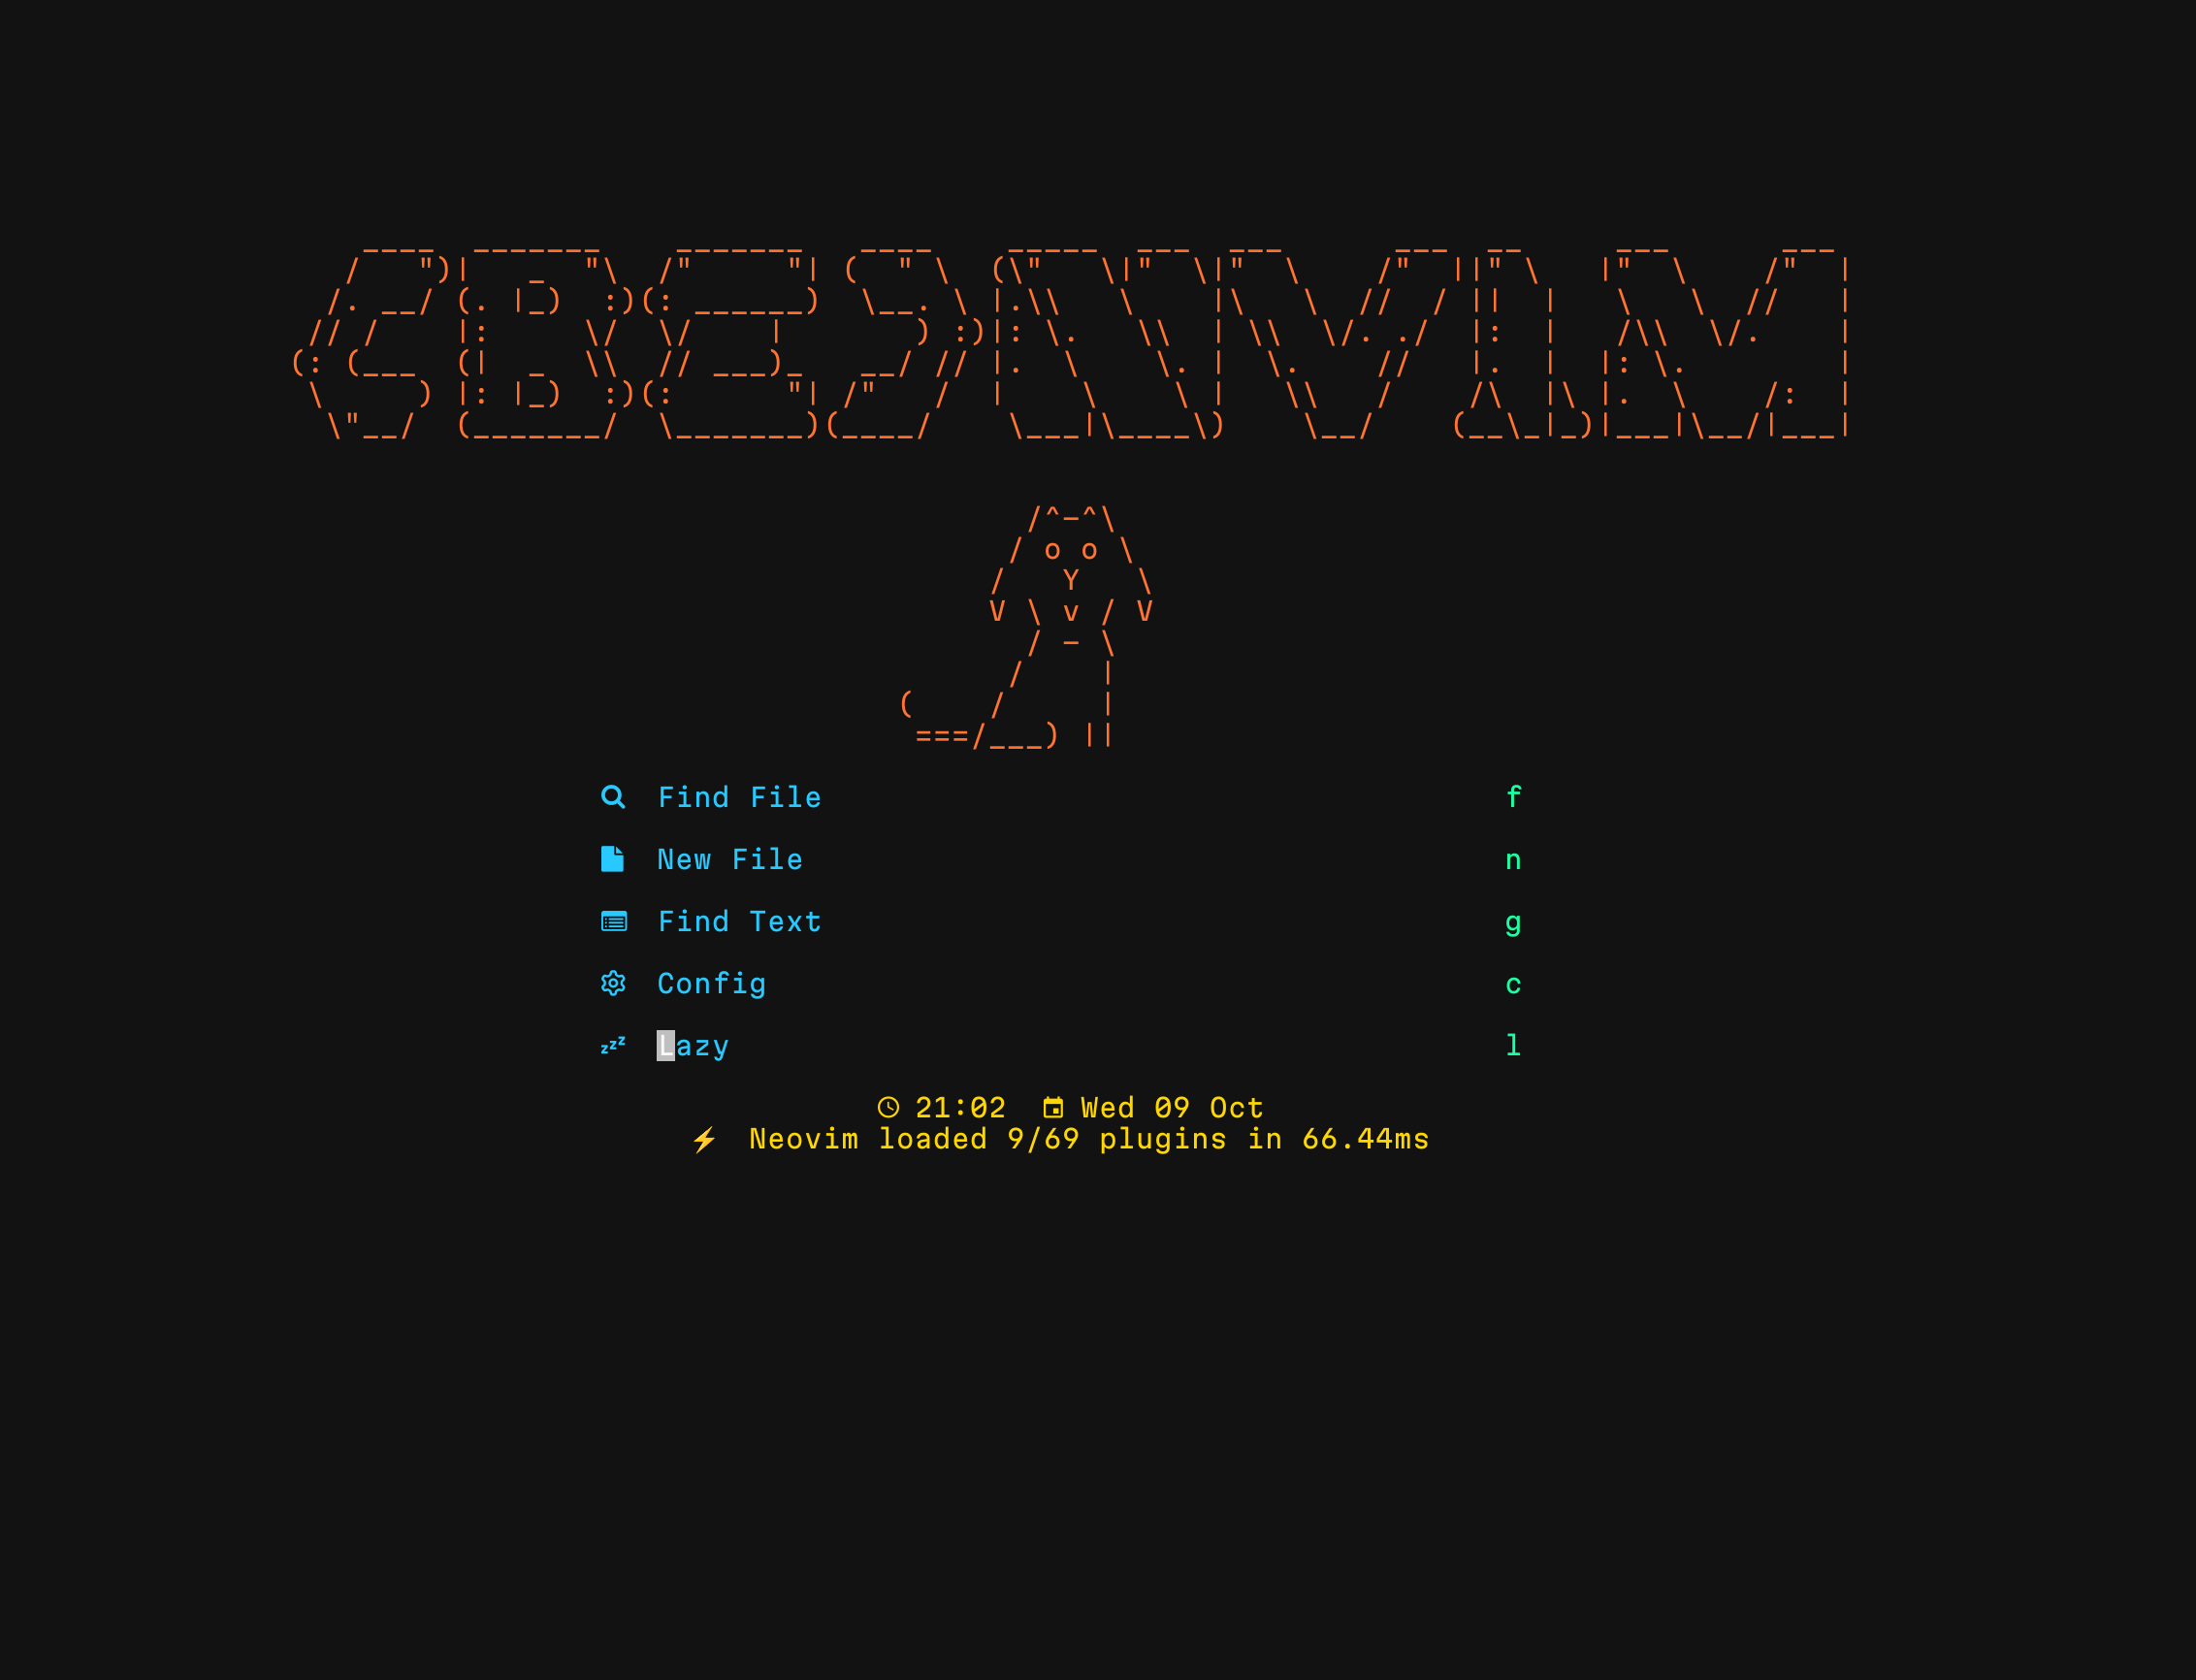 Find File f
New File n
Find Text g
Config c
Lazy l
21:02 Wed 09 Oct
Neovim loaded 9/69 plugins in 66.44ms